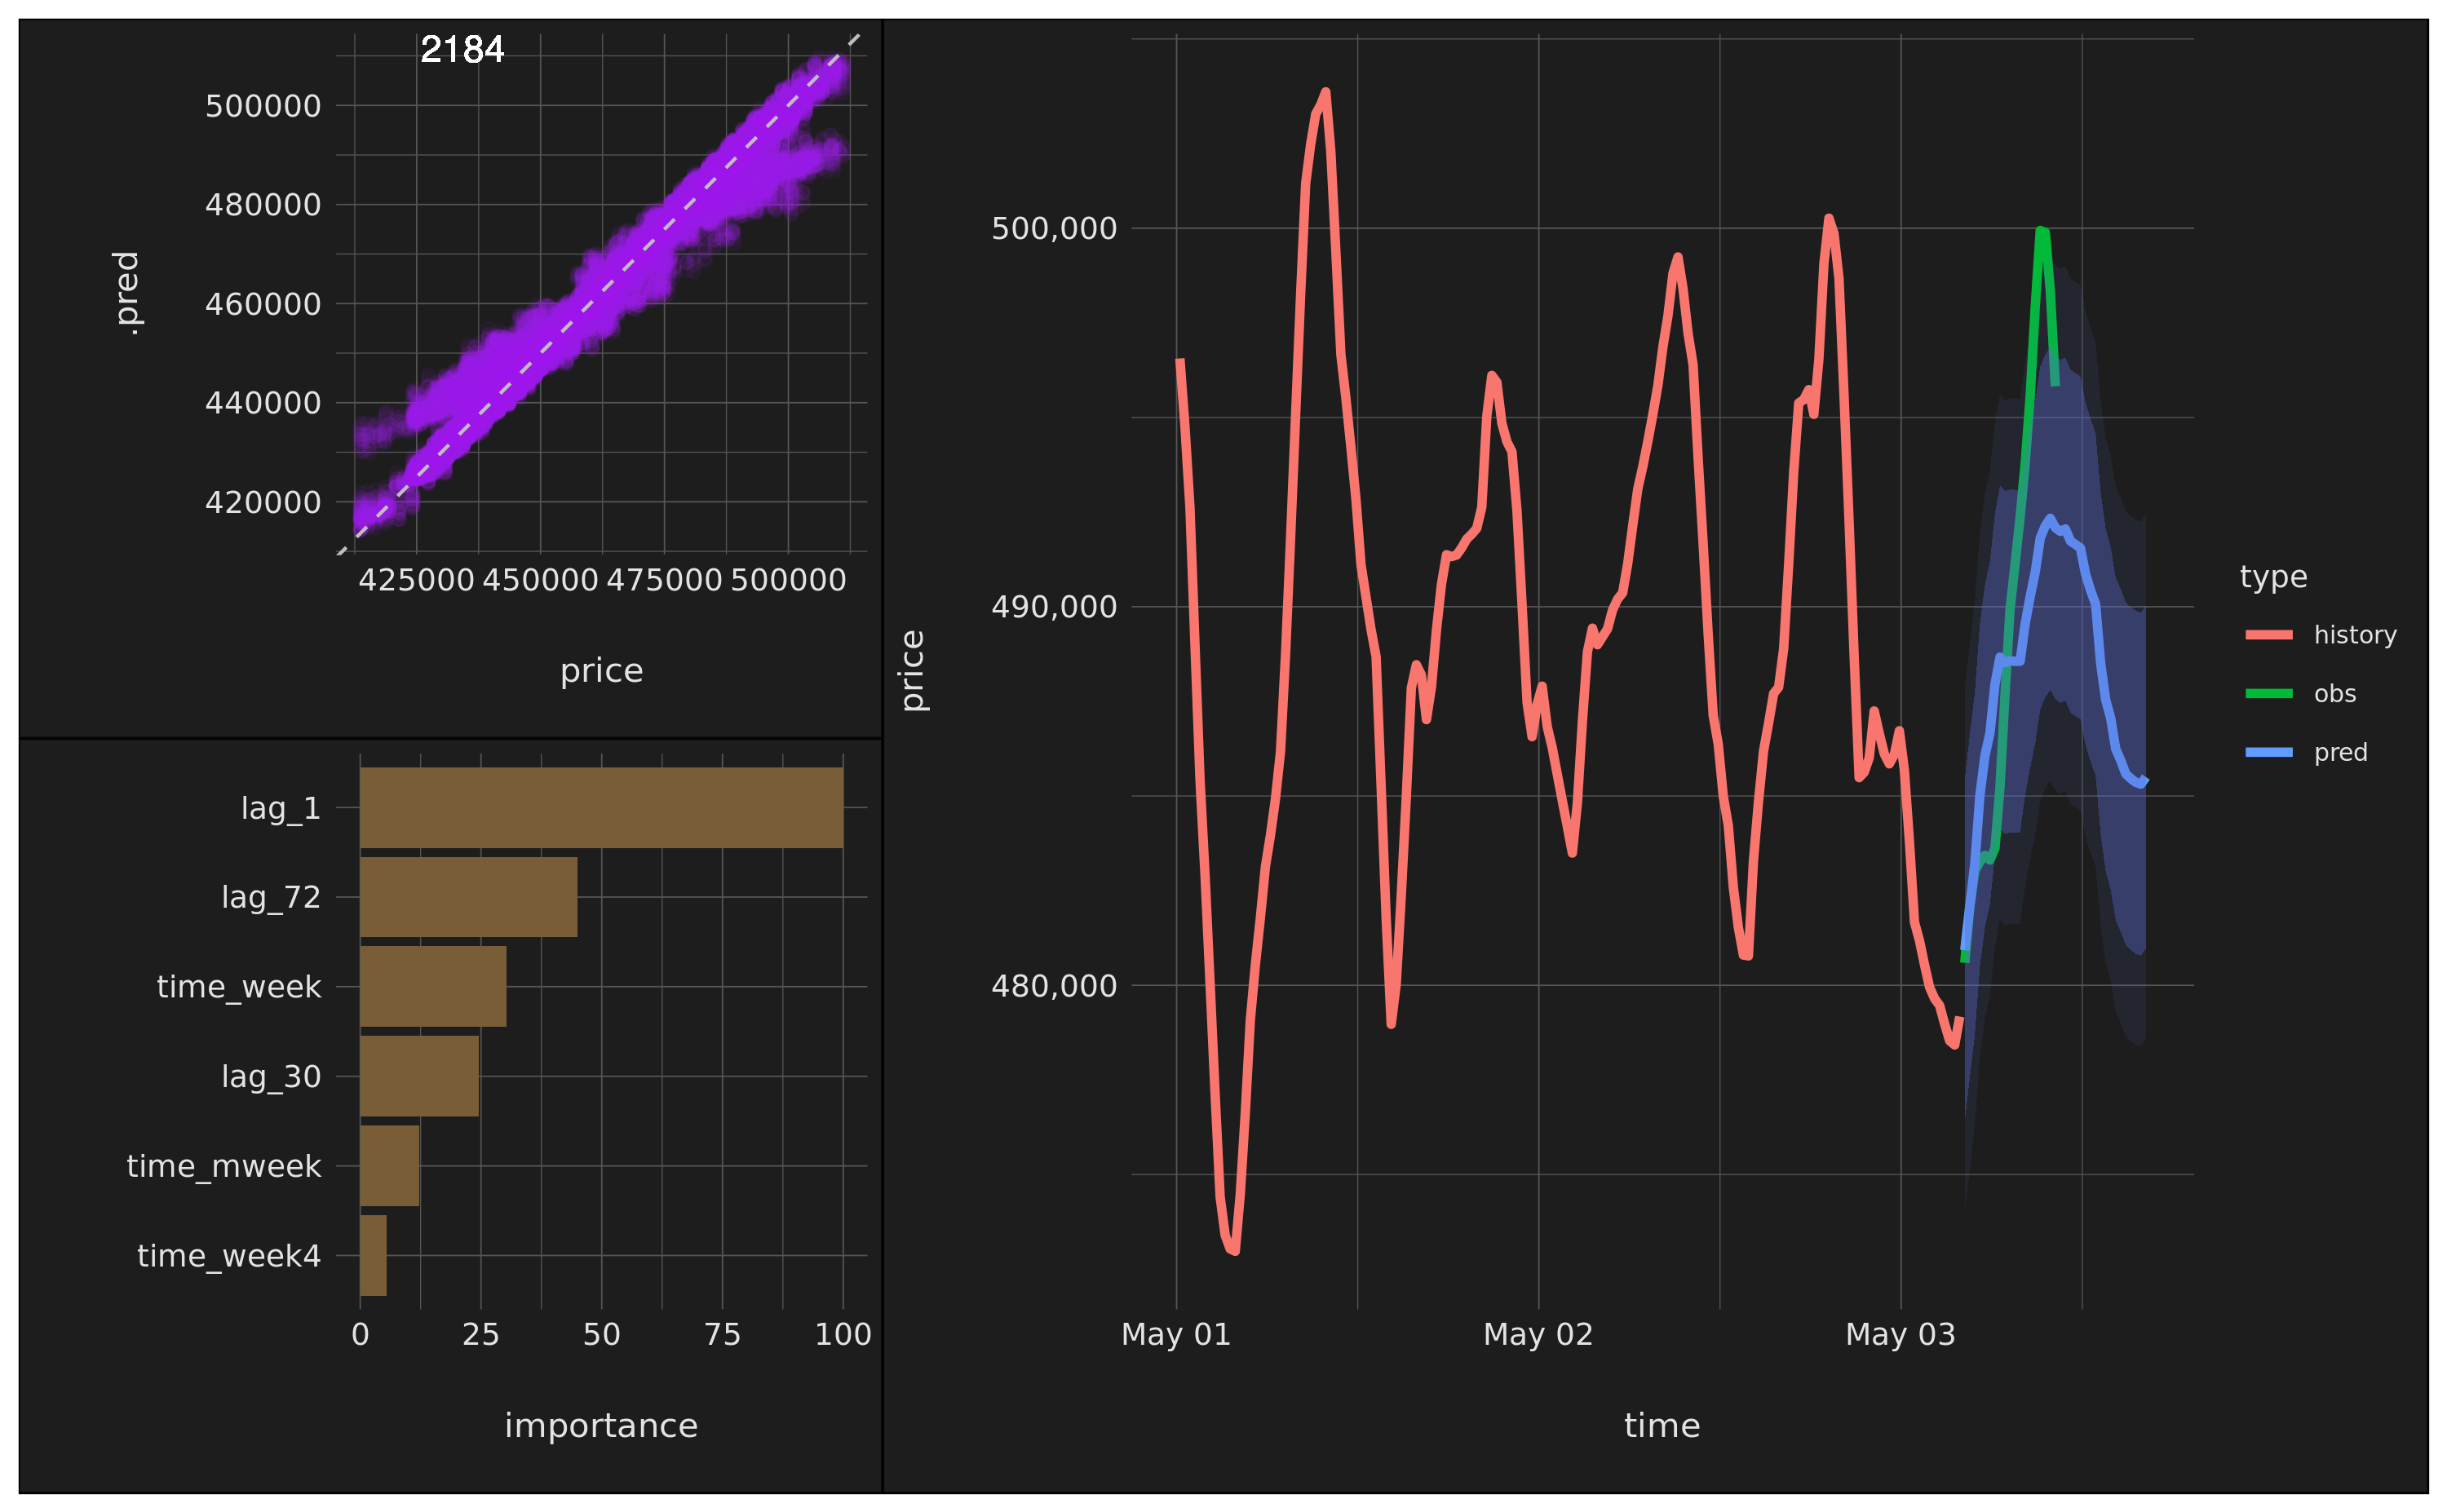 2184
500000
480000
460000
440000
420000
.pred
425000 450000 475000 500000
price
lag_1
lag_72
time_week
lag_30
time_mweek
time_week4
0 25 50 75 100
importance
500,000
490,000
480,000
price
May 01 May 02 May 03
time
type
history
obs
pred